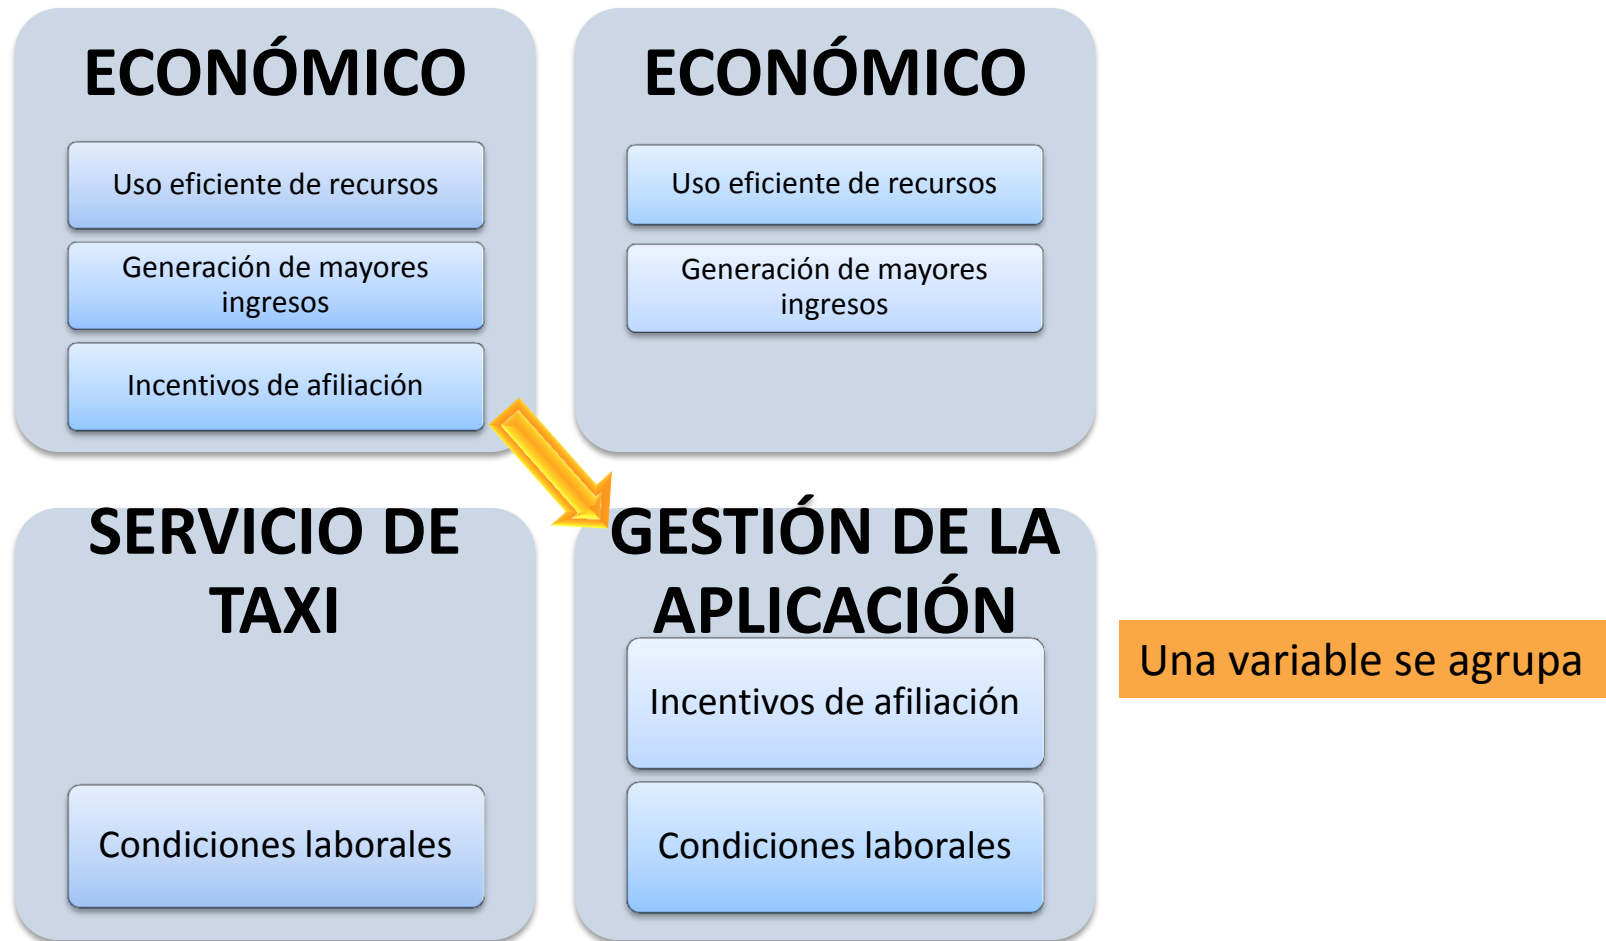 ECONÓMICO
Uso eficiente de recursos
Generación de mayores
ingresos
Incentivos de afiliación
ECONÓMICO
Uso eficiente de recursos
Generación de mayores
ingresos
SERVICIO DE
TAXI
Condiciones laborales
GESTIÓN DE LA
APLICACIÓN
Incentivos de afiliación
Condiciones laborales
Una variable se agrupa